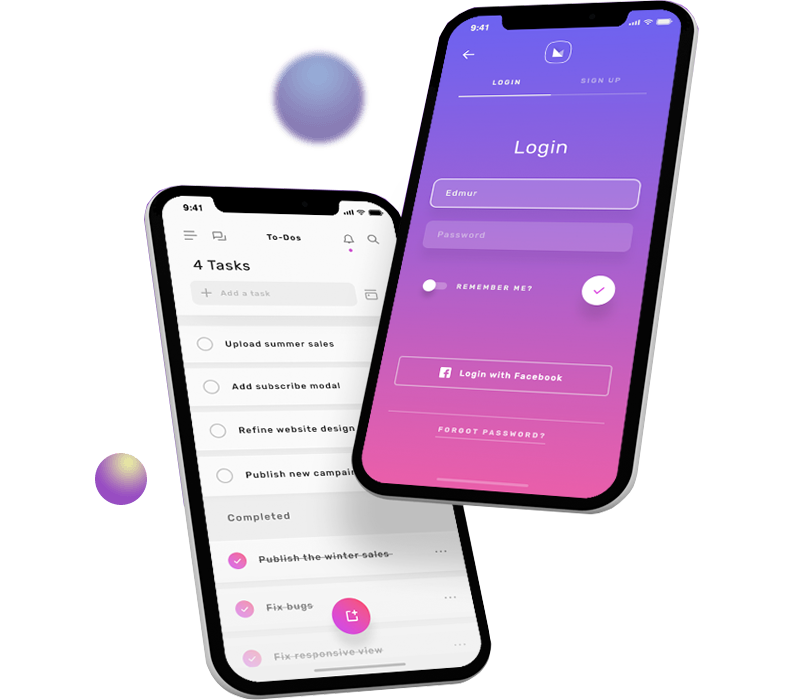 9:41
To-Dos
4 Tasks
Add a task
Upload summer sales
Add subscribe modal
Refine website design
Publish new campai
Completed
Publish the winter sales
Fix bugs
Fix responsive view
9:41
LOGIN SIGN UP
Login
Edmur
Password
REMEMBER ME?
Login with Facebook
FORGOT PASSWORD?